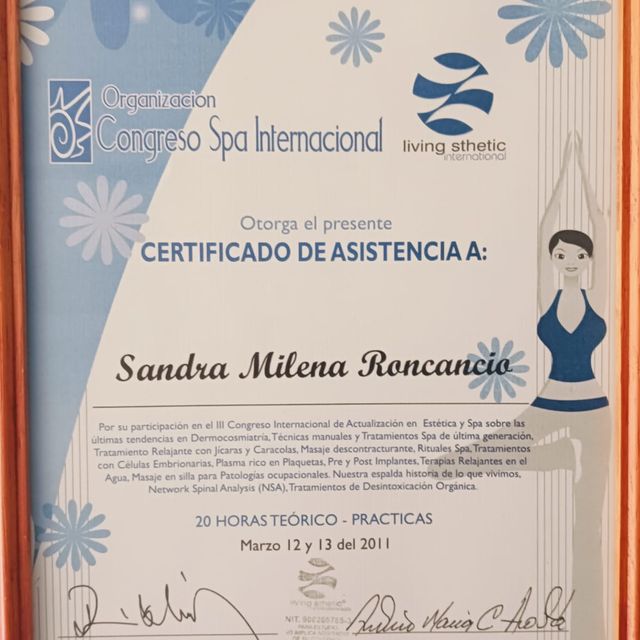 Organizacion
Congreso Spa Internacional
living sthetic
international
Otorga el presente
CERTIFICADO DE ASISTENCIA A:
Sandra Milena Roncancio
Por su participación en el III Congreso Internacional de Actualización en Estética y Spa sobre las
últimas tendencias en Dermocosmiatría, Técnicas manuales y Tratamientos Spa de última generación,
Tratamiento Relajante con Jícaras y Caracolas, Masaje descontracturante, Rituales Spa, Tratamientos
con Células Embrionarias, Plasma rico en Plaquetas, Pre y Post Implantes, Terapias Relajantes en el
Agua, Masaje en silla para Patologías ocupacionales. Nuestra espalda historia de lo que vivimos,
Network Spinal Analysis (NSA), Tratamientos de Desintoxicación Orgánica.
20 HORAS TEÓRICO - PRACTICAS
Marzo 12 y 13 del 2011
living sthetic
NIT.